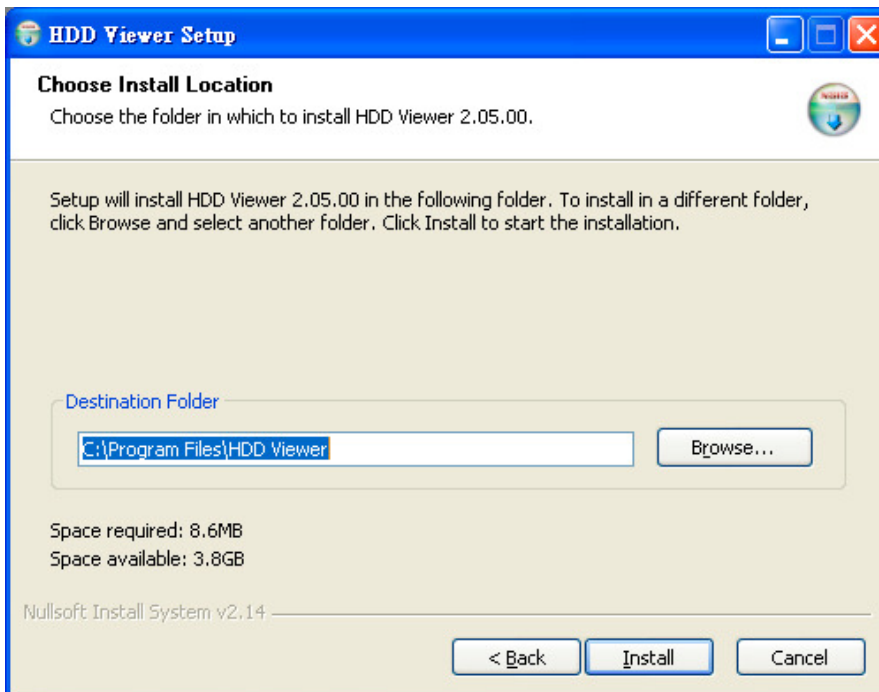 HDD Viewer Setup
Choose Install Location
Choose the folder in which to install HDD Viewer 2.05.00.
Setup will install HDD Viewer 2.05.00 in the following folder. To install in a different folder,
click Browse and select another folder. Click Install to start the installation.
Destination Folder
C:\Program Files\HDD Viewer
Browse...
Space required: 8.6MB
Space available: 3.8GB
Nullsoft Install System v2.14
< Back
Install
Cancel